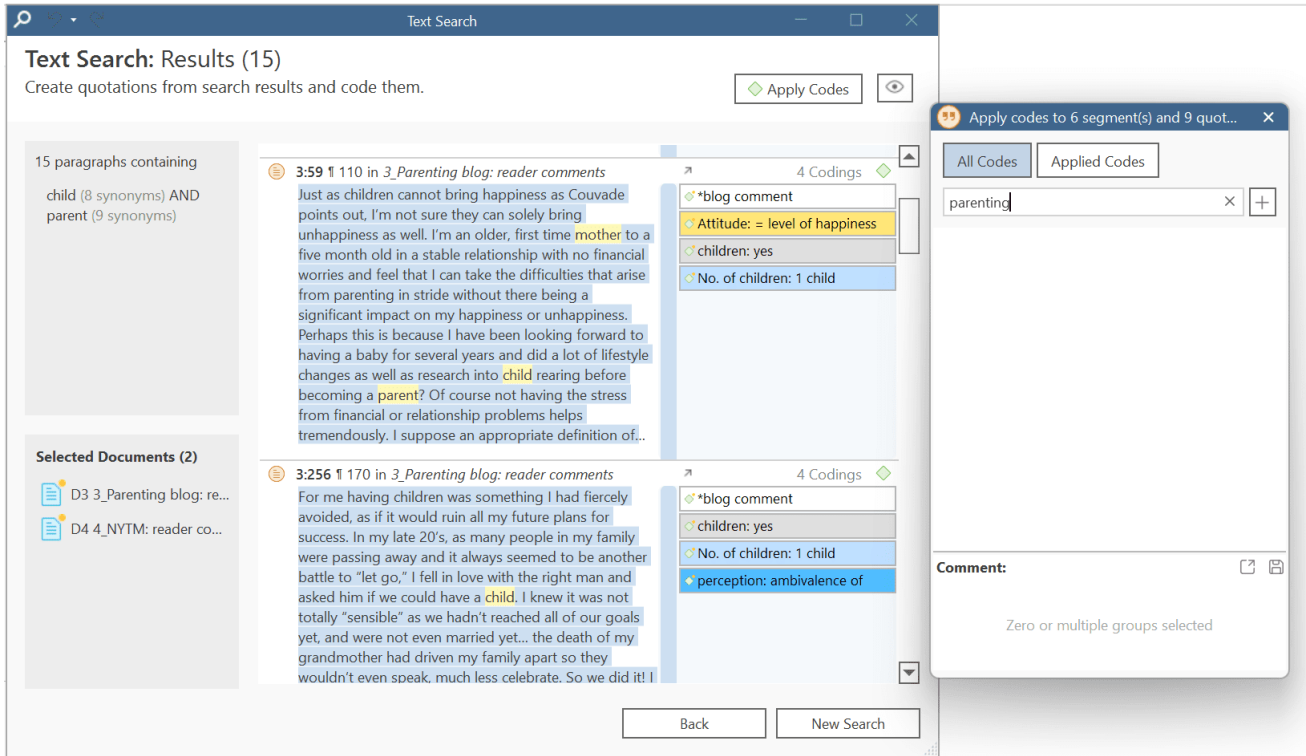 Text Search
Text Search: Results (15)
Create quotations from search results and code them.
Apply Codes
15 paragraphs containing
child (8 synonyms) AND
parent (9 synonyms)
Selected Documents (2)
D3 3_Parenting blog: re...
D4 4_NYTM: reader co...
3:59 ¶ 110 in 3_Parenting blog: reader comments
4 Codings
Just as children cannot bring happiness as Couvade
points out, I'm not sure they can solely bring
unhappiness as well. I'm an older, first time mother to a
five month old in a stable relationship with no financial
worries and feel that I can take the difficulties that arise
from parenting in stride without there being a
significant impact on my happiness or unhappiness.
Perhaps this is because I have been looking forward to
having a baby for several years and did a lot of lifestyle
changes as well as research into child rearing before
becoming a parent? Of course not having the stress
from financial or relationship problems helps
tremendously. I suppose an appropriate definition of...
*blog comment
Attitude: = level of happiness
children: yes
No. of children: 1 child
3:256 ¶ 170 in 3_Parenting blog: reader comments
4 Codings
For me having children was something I had fiercely
avoided, as if it would ruin all my future plans for
success. In my late 20's, as many people in my family
were passing away and it always seemed to be another
battle to “let go,” I fell in love with the right man and
asked him if we could have a child. I knew it was not
totally “sensible” as we hadn't reached all of our goals
yet, and were not even married yet... the death of my
grandmother had driven my family apart so they
wouldn't even speak, much less celebrate. So we did it! I
*blog comment
children: yes
No. of children: 1 child
perception: ambivalence of
Back
New Search
Apply codes to 6 segment(s) and 9 quot...
All Codes
Applied Codes
parenting
Comment:
Zero or multiple groups selected